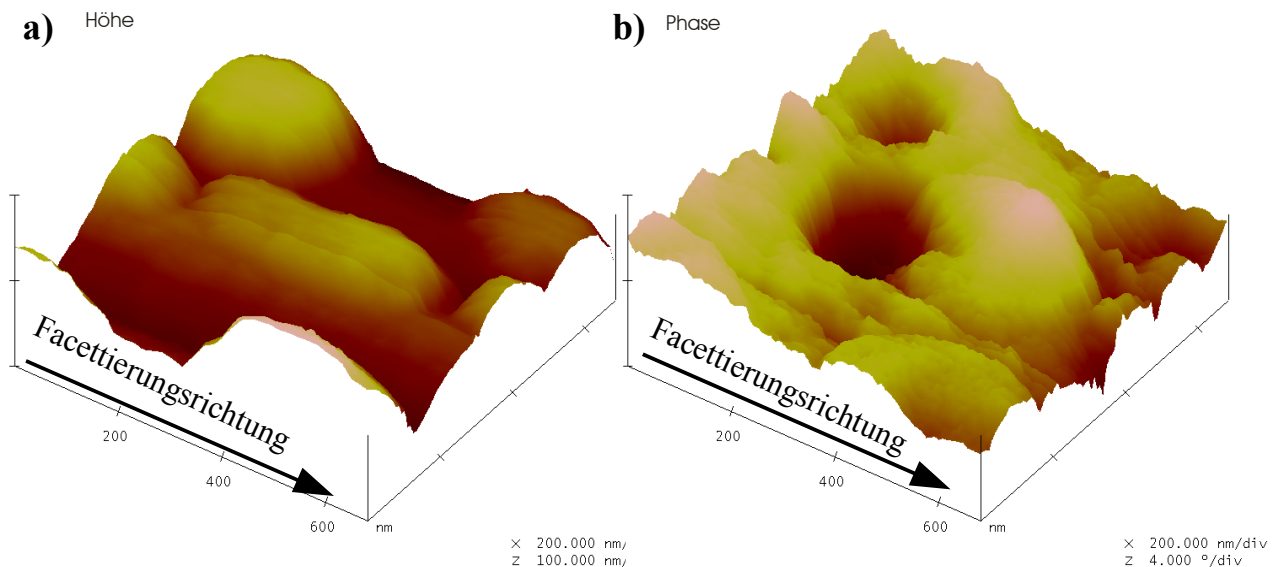 a) Höhe
Facettierungsrichtung
200
400
600
nm
X 200.000 nm/
Z 100.000 nm/
b) Phase
Facettierungsrichtung
200
400
600
nm
X 200.000 nm/div
Z 4.000 º/div